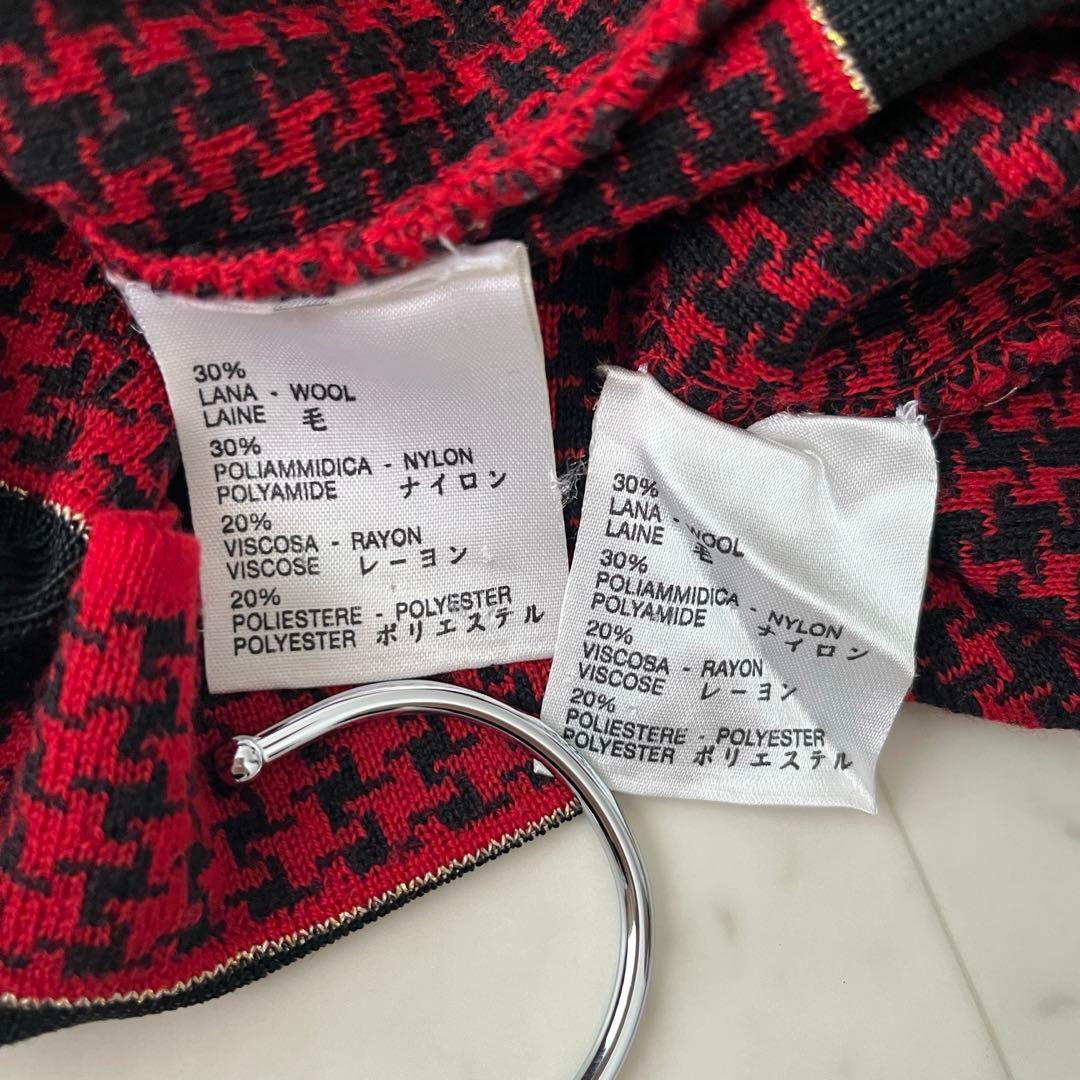 30%
LANA - WOOL
LAINE 毛
30%
POLIAMMIDICA - NYLON
POLYAMIDE ナイロン
20%
VISCOSA - RAYON
VISCOSE レーヨン
20%
POLIESTERE - POLYESTER
POLYESTER ポリエステル
30%
LANA - WOOL
LAINE 毛
30%
POLIAMMIDICA - NYLON
POLYAMIDE ナイロン
20%
VISCOSA - RAYON
VISCOSE レーヨン
20%
POLIESTERE - POLYESTER
POLYESTER ポリエステル